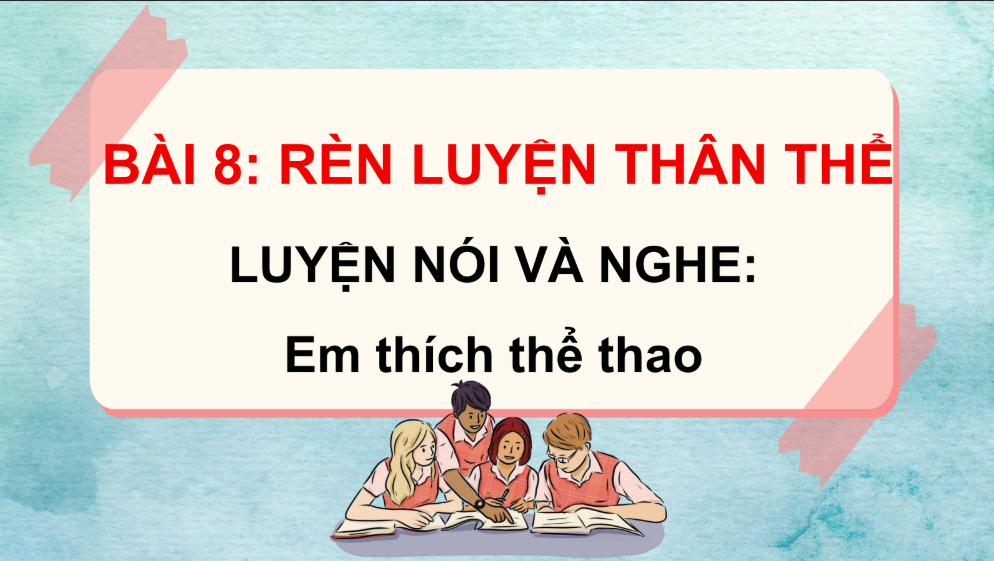 BÀI 8: RÈN LUYỆN THÂN THỂ
LUYỆN NÓI VÀ NGHE:
Em thích thể thao